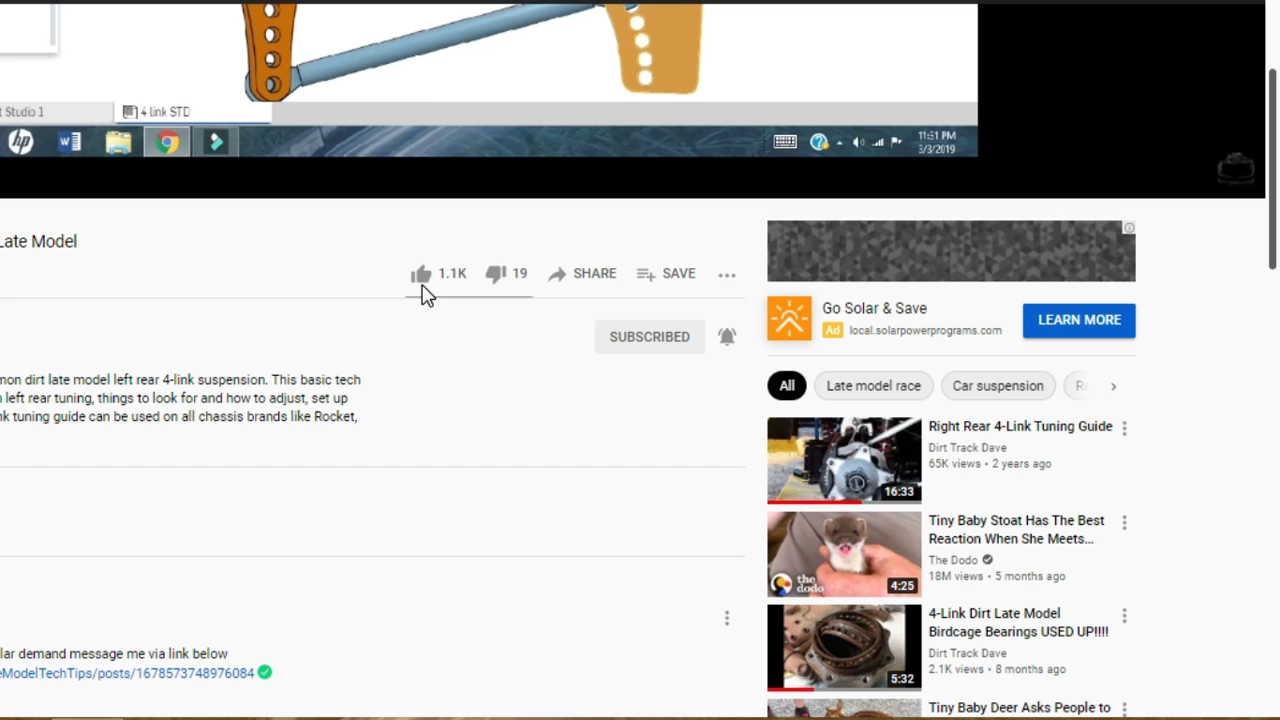 t Studio 1
4 link STD
hp
11:31 PM
3/3/2019
Late Model
1.1K
19
SHARE
SAVE
SUBSCRIBED
mon dirt late model left rear 4-link suspension. This basic tech
left rear tuning, things to look for and how to adjust, set up
nk tuning guide can be used on all chassis brands like Rocket,
lar demand message me via link below
eModelTechTips/posts/1678573748976084
Go Solar & Save
Ad local.solarpowerprograms.com
LEARN MORE
All
Late model race
Car suspension
Right Rear 4-Link Tuning Guide
Dirt Track Dave
65K views • 2 years ago
16:33
Tiny Baby Stoat Has The Best
Reaction When She Meets...
The Dodo
18M views • 5 months ago
the
dodo
4:25
4-Link Dirt Late Model
Birdcage Bearings USED UP!!!!
Dirt Track Dave
2.1K views • 8 months ago
5:32
Tiny Baby Deer Asks People to